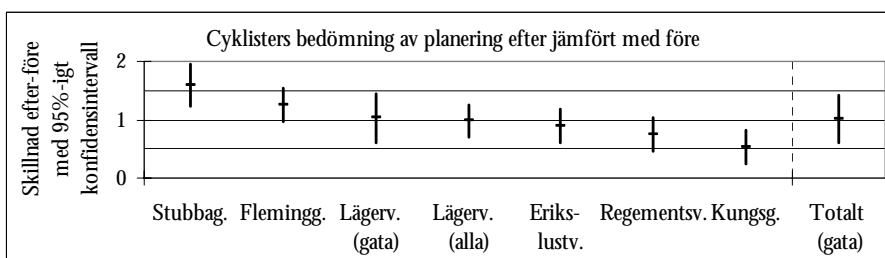 Cyklisters bedömning av planering efter jämfört med före
Skillnad efter-före
med 95%-igt
konfidensintervall
2
1
0
Stubbag.
Flemingg.
Lägerv.
(gata)
Lägerv.
(alla)
Eriks-
lustv.
Regementsv.
Kungsg.
Totalt
(gata)